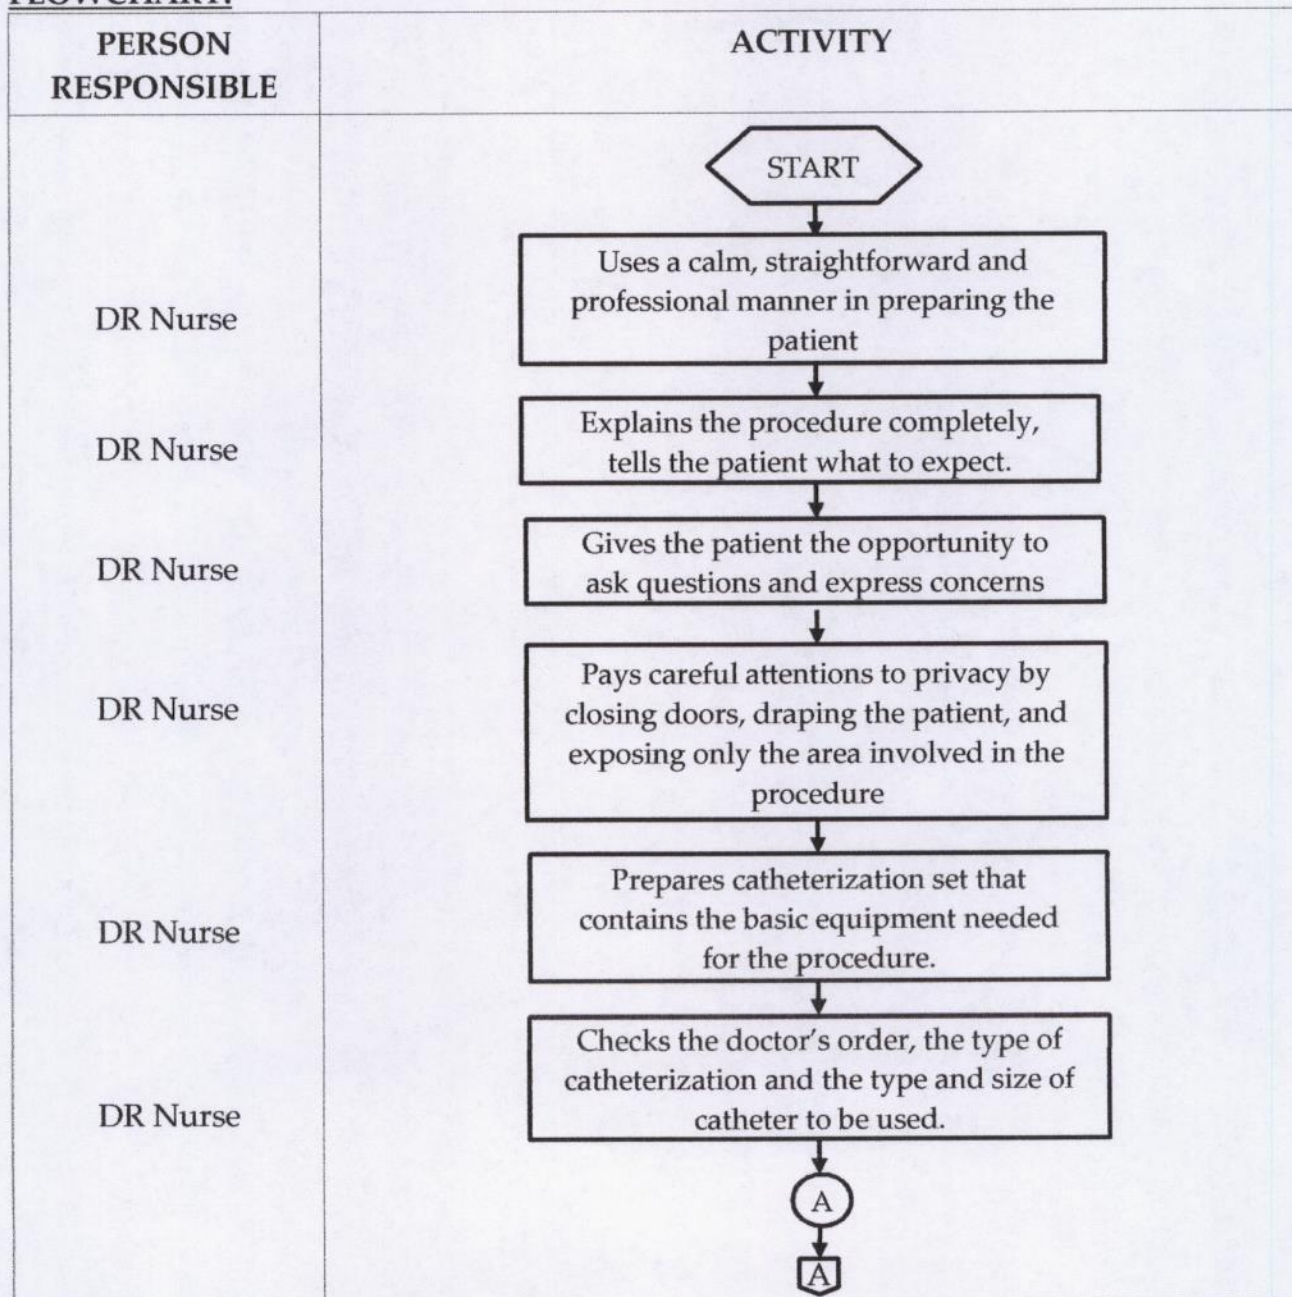 FLOWCHART:
PERSON
RESPONSIBLE
ACTIVITY
START
DR Nurse
Uses a calm, straightforward and
professional manner in preparing the
patient
DR Nurse
Explains the procedure completely,
tells the patient what to expect.
DR Nurse
Gives the patient the opportunity to
ask questions and express concerns
DR Nurse
Pays careful attentions to privacy by
closing doors, draping the patient, and
exposing only the area involved in the
procedure
DR Nurse
Prepares catheterization set that
contains the basic equipment needed
for the procedure.
DR Nurse
Checks the doctor's order, the type of
catheterization and the type and size of
catheter to be used.
A
A